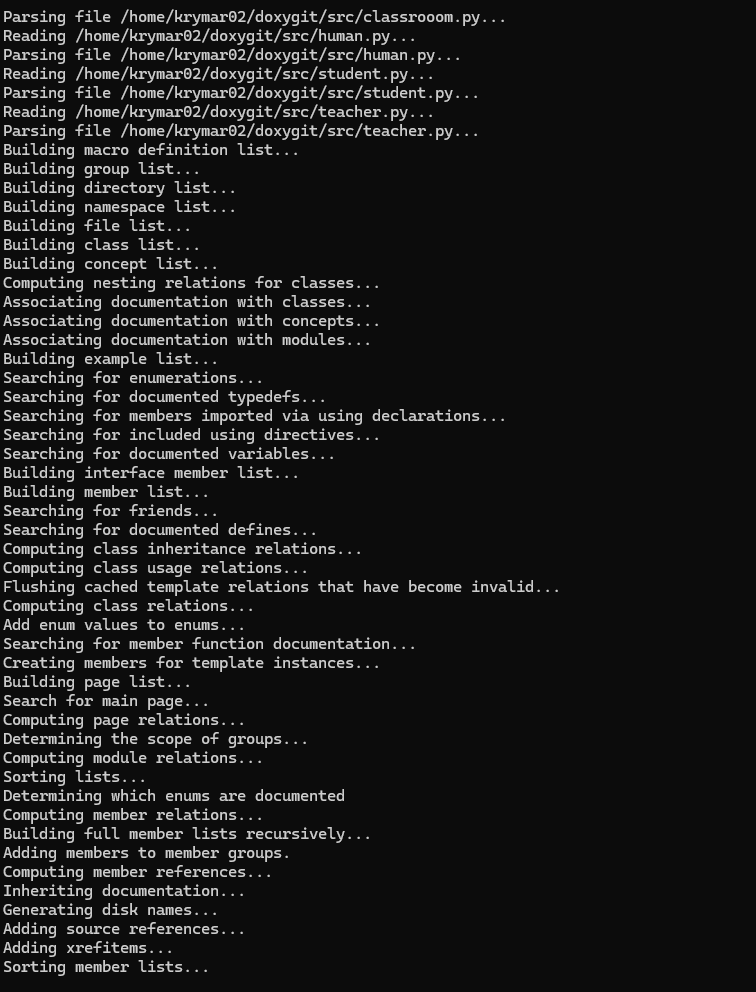 Parsing file /home/krymar02/doxygit/src/classrooom.py...
Reading /home/krymar02/doxygit/src/human.py...
Parsing file /home/krymar02/doxygit/src/human.py...
Reading /home/krymar02/doxygit/src/student.py...
Parsing file /home/krymar02/doxygit/src/student.py...
Reading /home/krymar02/doxygit/src/teacher.py...
Parsing file /home/krymar02/doxygit/src/teacher.py...
Building macro definition list...
Building group list...
Building directory list...
Building namespace list...
Building file list...
Building class list...
Building concept list...
Computing nesting relations for classes...
Associating documentation with classes...
Associating documentation with concepts...
Associating documentation with modules...
Building example list...
Searching for enumerations...
Searching for documented typedefs...
Searching for members imported via using declarations...
Searching for included using directives...
Searching for documented variables...
Building interface member list...
Building member list...
Searching for friends...
Searching for documented defines...
Computing class inheritance relations...
Computing class usage relations...
Flushing cached template relations that have become invalid...
Computing class relations...
Add enum values to enums...
Searching for member function documentation...
Creating members for template instances...
Building page list...
Search for main page...
Computing page relations...
Determining the scope of groups...
Computing module relations...
Sorting lists...
Determining which enums are documented
Computing member relations...
Building full member lists recursively...
Adding members to member groups.
Computing member references...
Inheriting documentation...
Generating disk names...
Adding source references...
Adding xrefitems...
Sorting member lists...